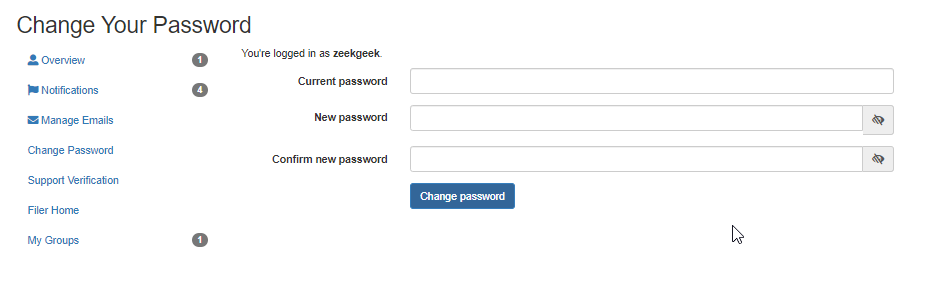 Change Your Password
Overview 1
Notifications 4
Manage Emails
Change Password
Support Verification
Filer Home
My Groups 1
You're logged in as zeekgeek.
Current password
New password
Confirm new password
Change password